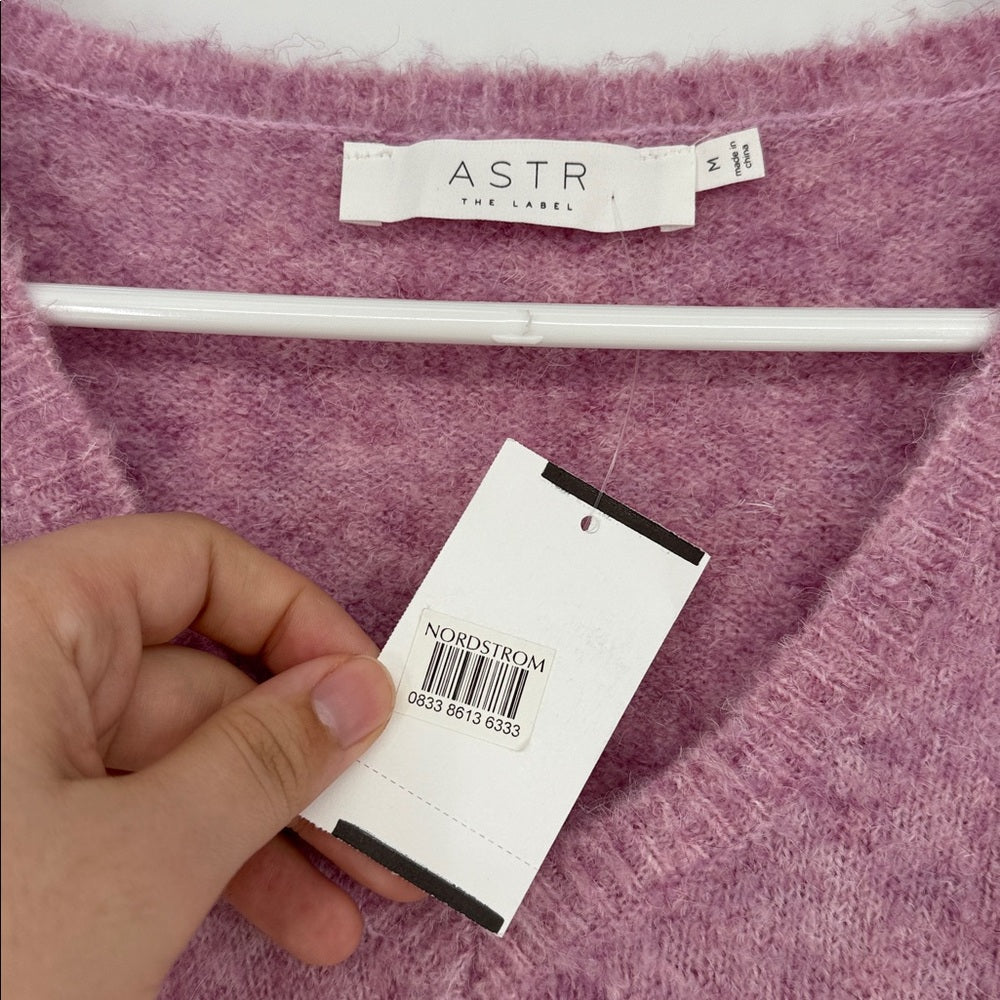 ASTR
THE LABEL
M
made in
china
NORDSTROM
0833 8613 6333